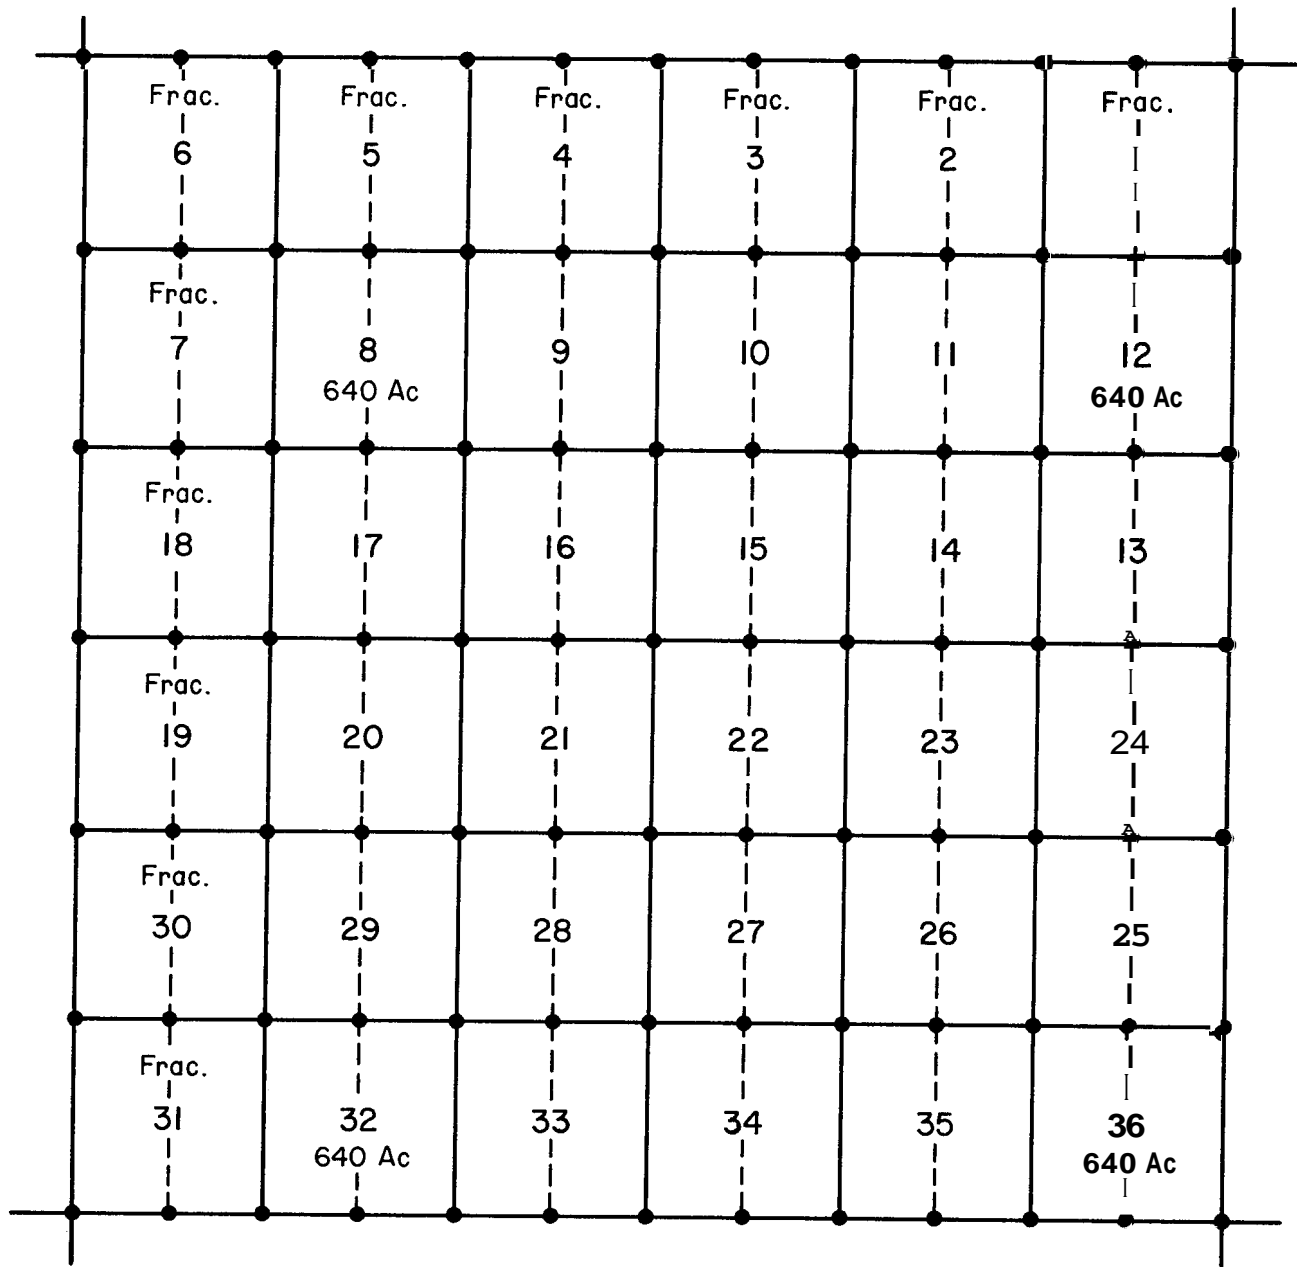 Frac. Frac. Frac. Frac. Frac. Frac.
6 5 4 3 2
Frac.
7 8 9 10 11 12
640 Ac 640 Ac
Frac.
18 17 16 15 14 13
Frac.
19 20 21 22 23 24
Frac.
30 29 28 27 26 25
Frac.
31 32 33 34 35 36
640 Ac 640 Ac